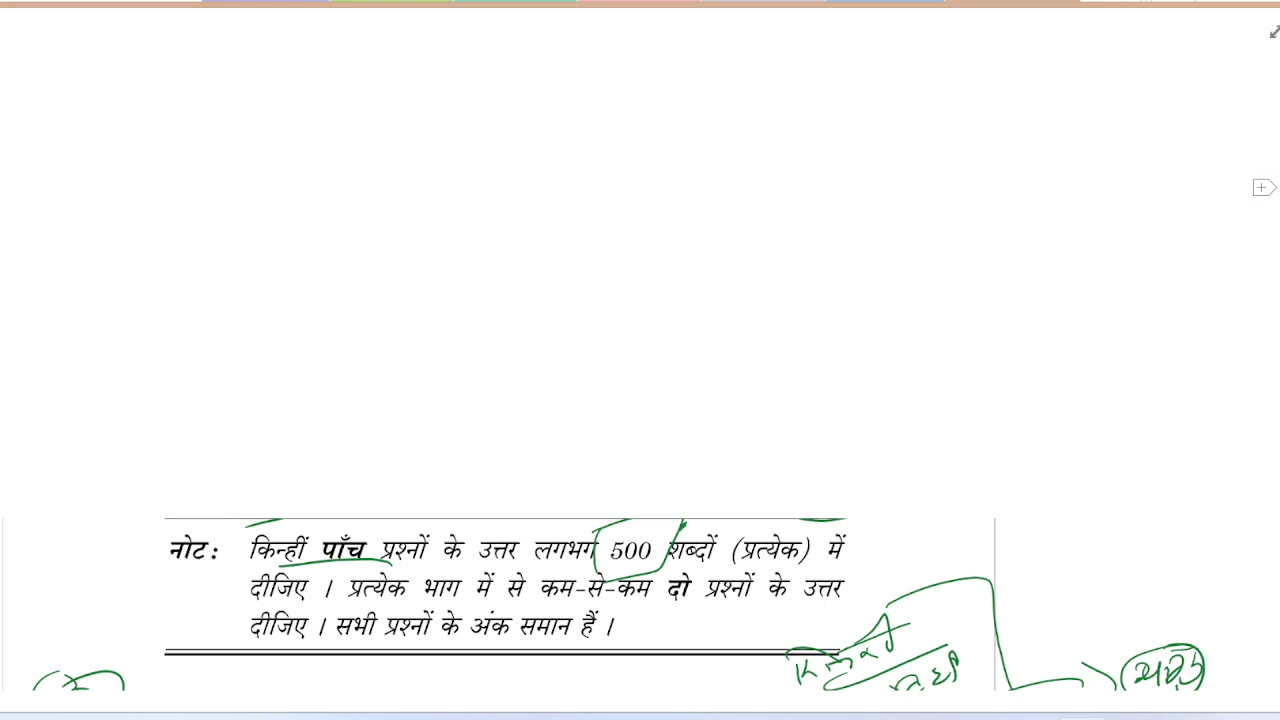 नोट: किन्हीं पाँच प्रश्नों के उत्तर लगभग 500 शब्दों (प्रत्येक) में
दीजिए । प्रत्येक भाग में से कम-से-कम दो प्रश्नों के उत्तर
दीजिए । सभी प्रश्नों के अंक समान हैं ।